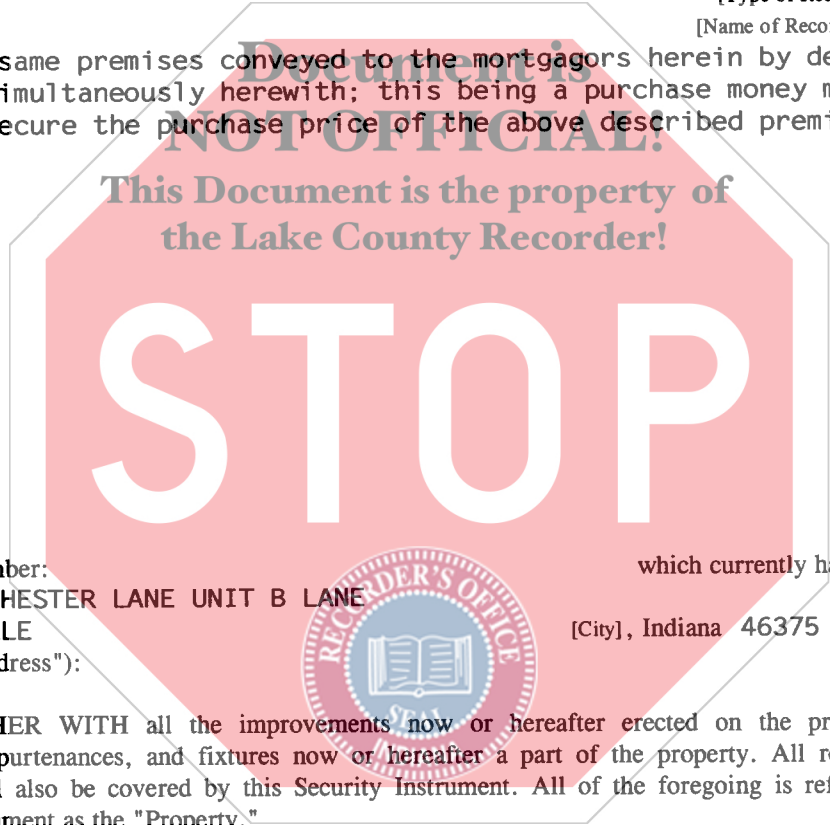 [Name of Recor
same premises conveyed to the mortgagors herein by de
imultaneously herewith; this being a purchase money m
ecure the purchase price of the above described premi
Document is
NOT OFFICIAL!
This Document is the property of
the Lake County Recorder!
STOP
nber:
which currently ha
HESTER LANE UNIT B LANE
LE
[City], Indiana 46375
dress"):
RECORDER'S OFFICE
SEAL
HER WITH all the improvements now or hereafter erected on the pr
purtenances, and fixtures now or hereafter a part of the property. All re
l also be covered by this Security Instrument. All of the foregoing is ref
ment as the "Property."